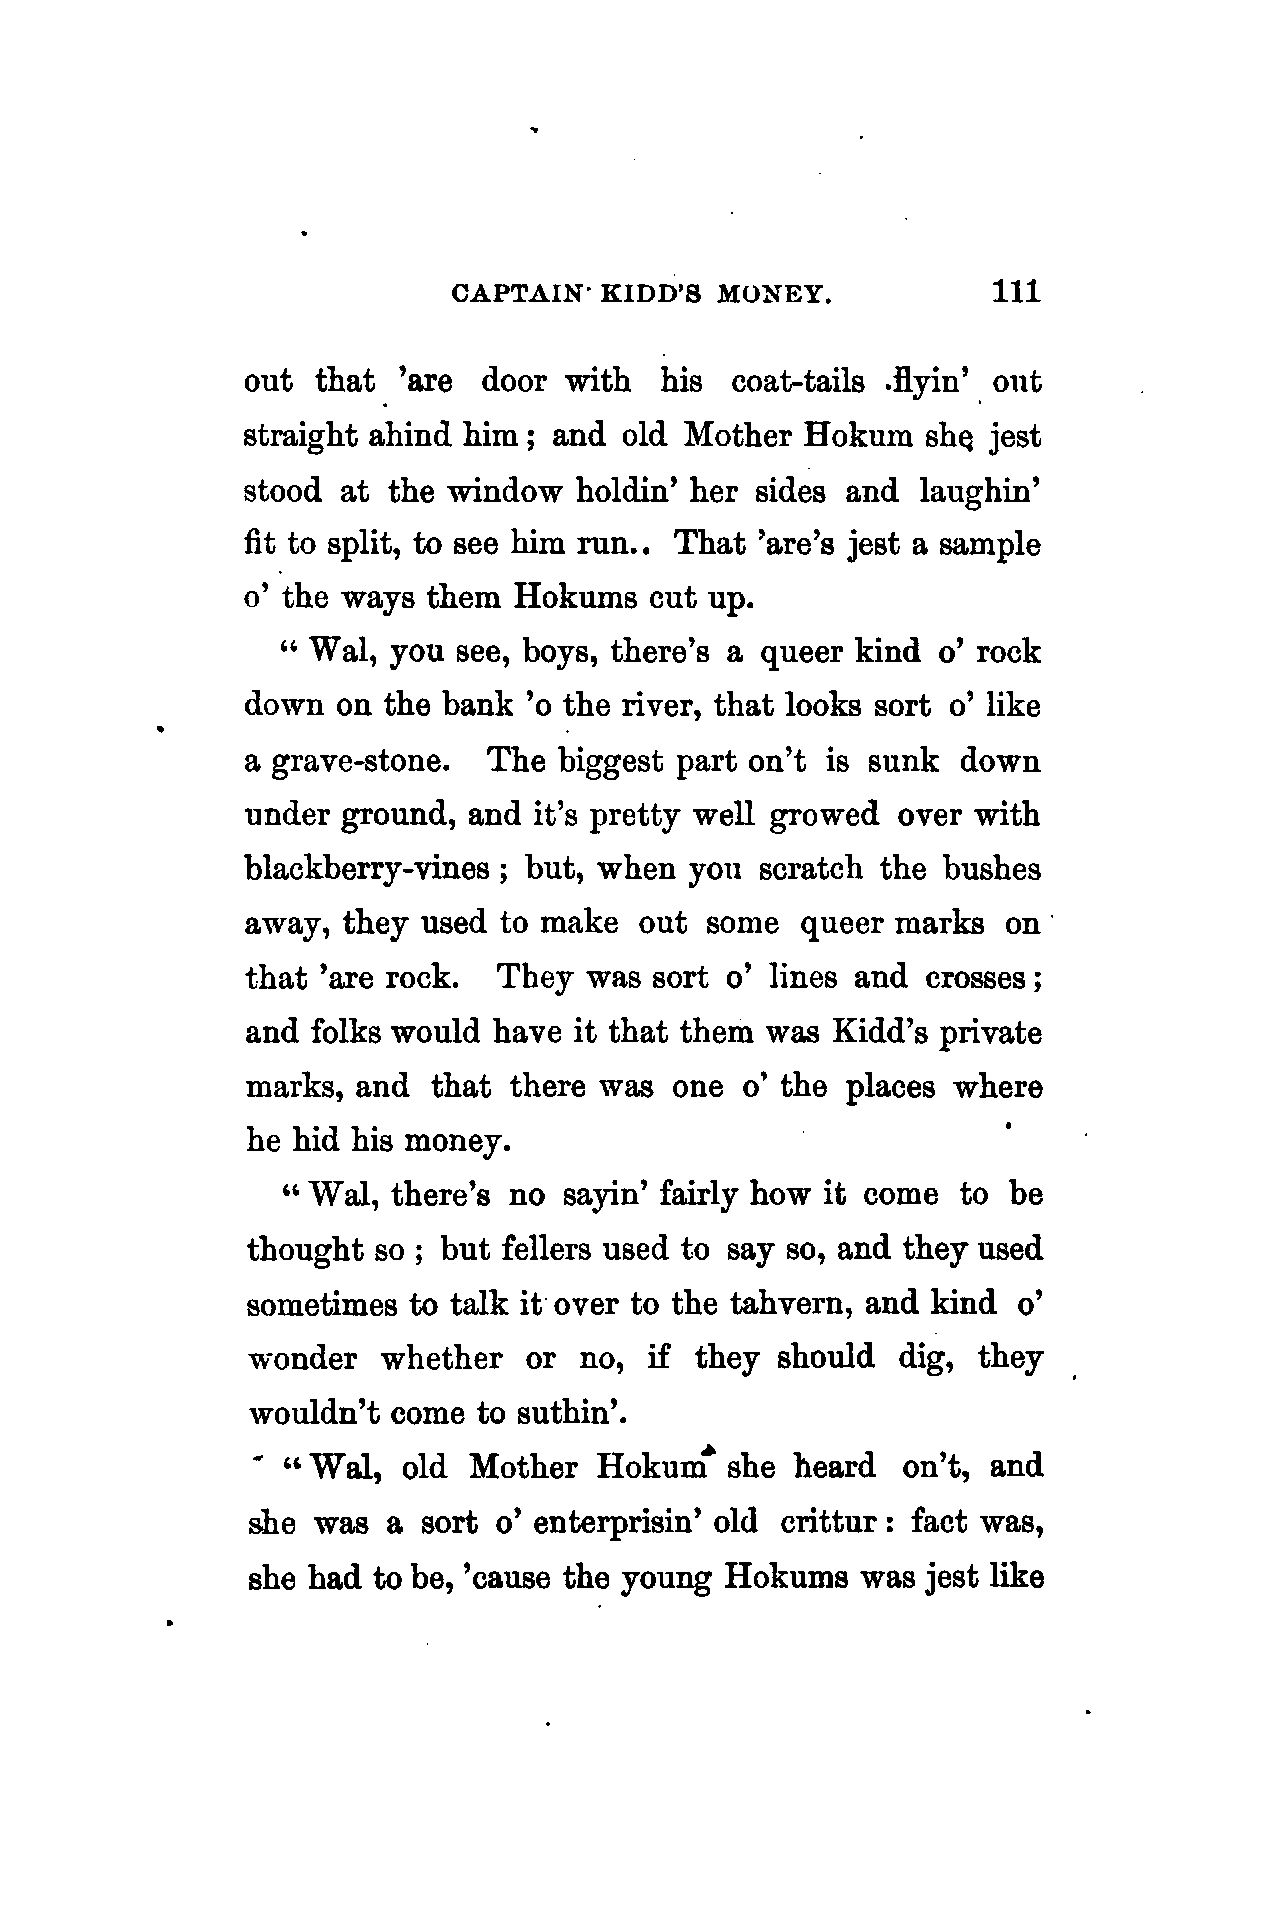 CAPTAIN KIDD'S MONEY. 111
out that 'are door with his coat-tails flyin' out
straight ahind him; and old Mother Hokum she jest
stood at the window holdin' her sides and laughin'
fit to split, to see him run.. That 'are's jest a sample
o' the ways them Hokums cut up.
"Wal, you see, boys, there's a queer kind o' rock
down on the bank 'o the river, that looks sort o' like
a grave-stone. The biggest part on't is sunk down
under ground, and it's pretty well growed over with
blackberry-vines; but, when you scratch the bushes
away, they used to make out some queer marks on
that 'are rock. They was sort o' lines and crosses;
and folks would have it that them was Kidd's private
marks, and that there was one o' the places where
he hid his money.
"Wal, there's no sayin' fairly how it come to be
thought so; but fellers used to say so, and they used
sometimes to talk it over to the tahvern, and kind o'
wonder whether or no, if they should dig, they
wouldn't come to suthin'.
"Wal, old Mother Hokum she heard on't, and
she was a sort o' enterprisin' old crittur: fact was,
she had to be, 'cause the young Hokums was jest like